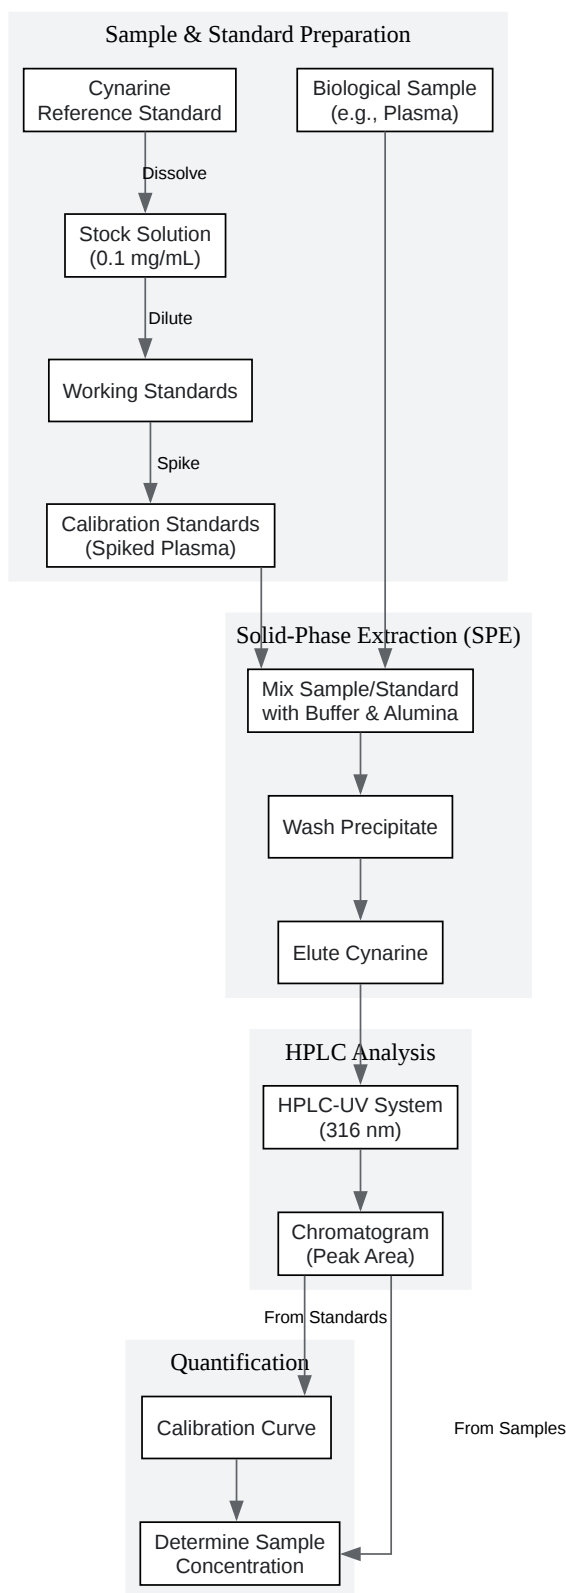 Sample & Standard Preparation
Cynarine
Reference Standard
Biological Sample
(e.g., Plasma)
Dissolve
Stock Solution
(0.1 mg/mL)
Dilute
Working Standards
Spike
Calibration Standards
(Spiked Plasma)
Solid-Phase Extraction (SPE)
Mix Sample/Standard
with Buffer & Alumina
Wash Precipitate
Elute Cynarine
HPLC Analysis
HPLC-UV System
(316 nm)
Chromatogram
(Peak Area)
From Standards
Quantification
Calibration Curve
From Samples
Determine Sample
Concentration